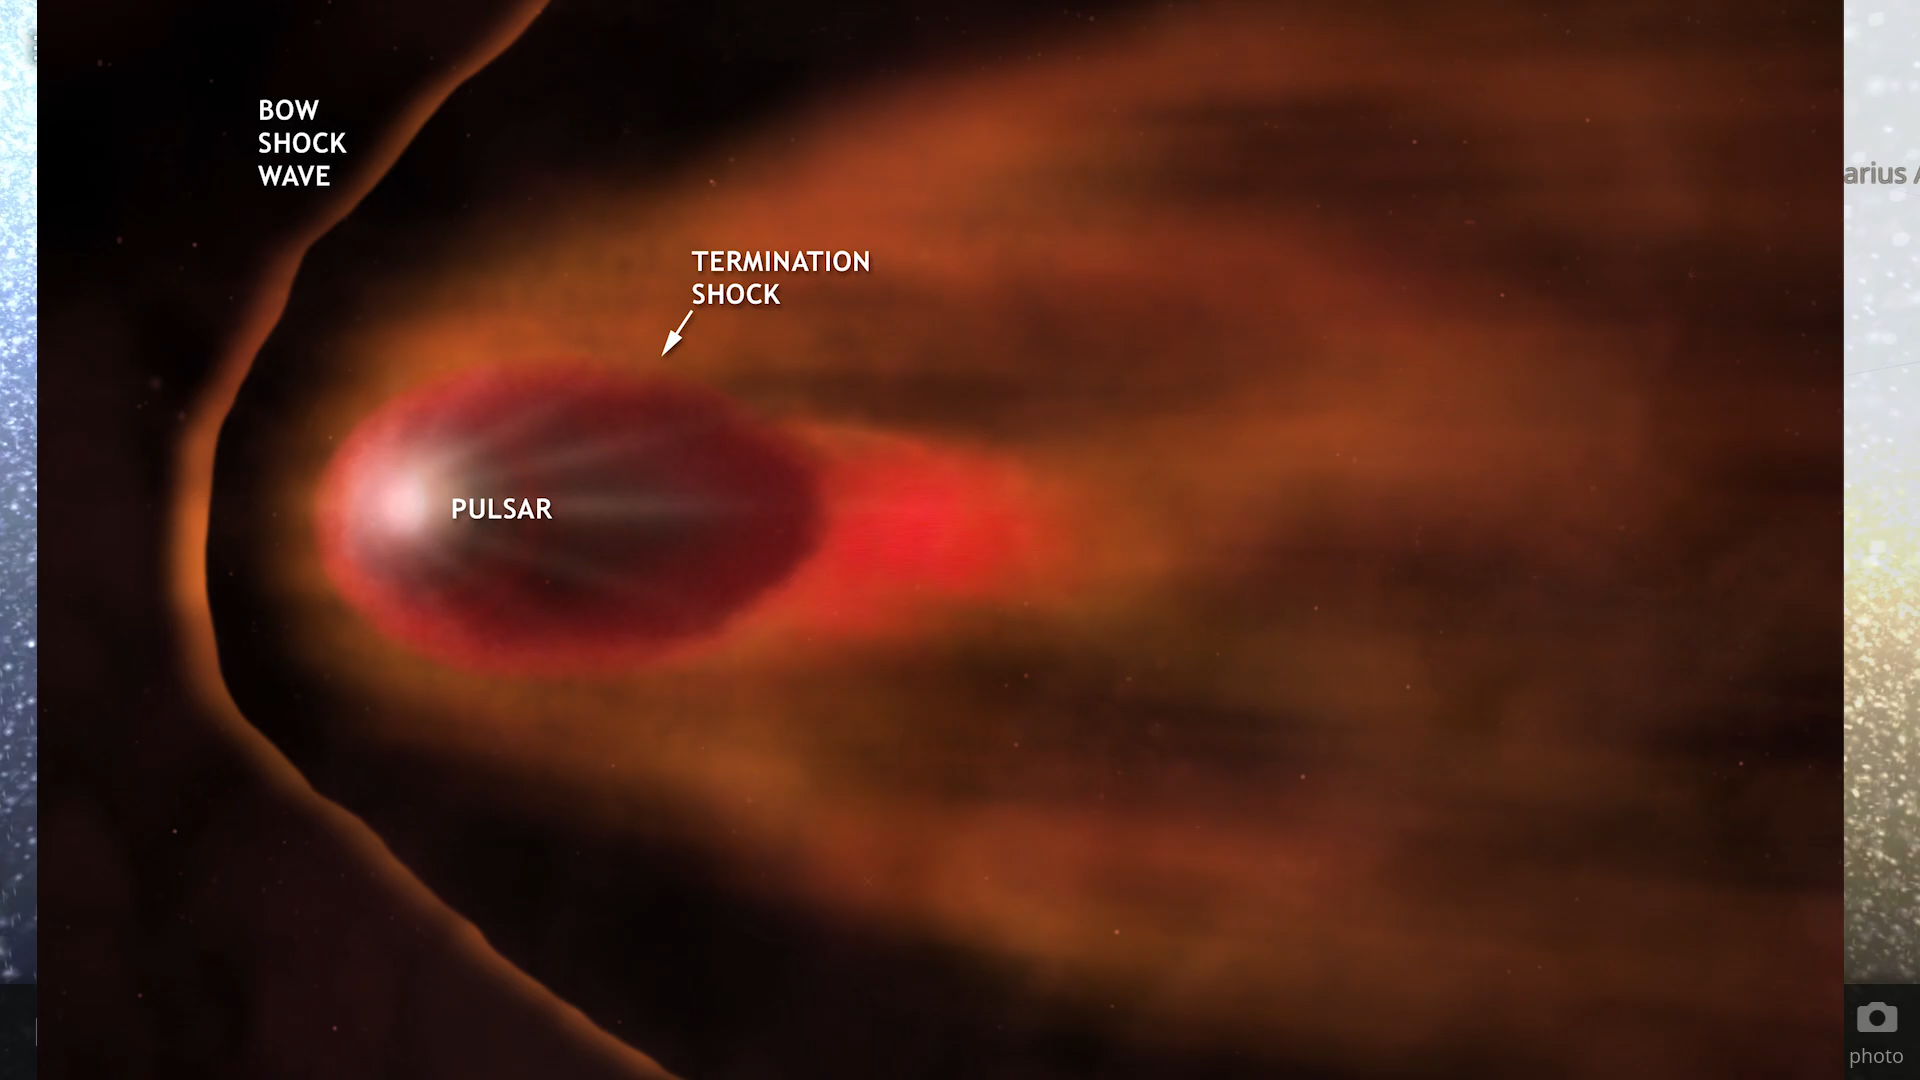 BOW
SHOCK
WAVE
arius A
TERMINATION
SHOCK
PULSAR
photo